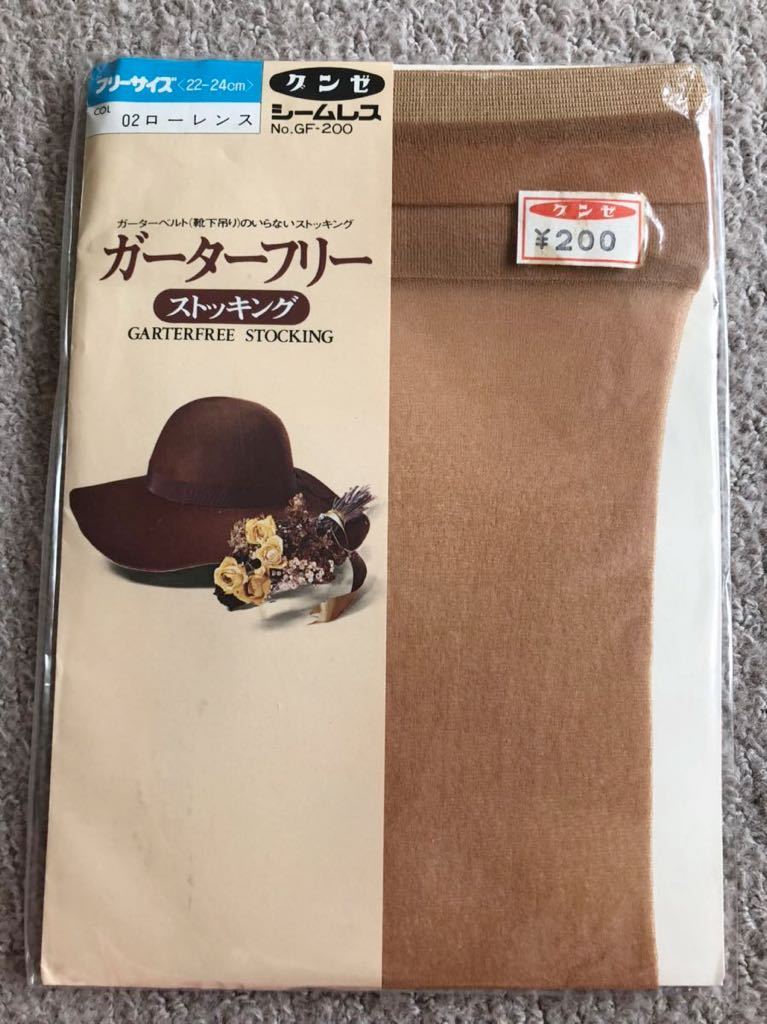 フリーサイズ〈22-24cm〉
COL
02ローレンス
グンゼ
シームレス
No.GF-200
ガーターベルト(靴下吊り)のいらないストッキング
ガーターフリー
ストッキング
GARTERFREE STOCKING
グンゼ
¥200